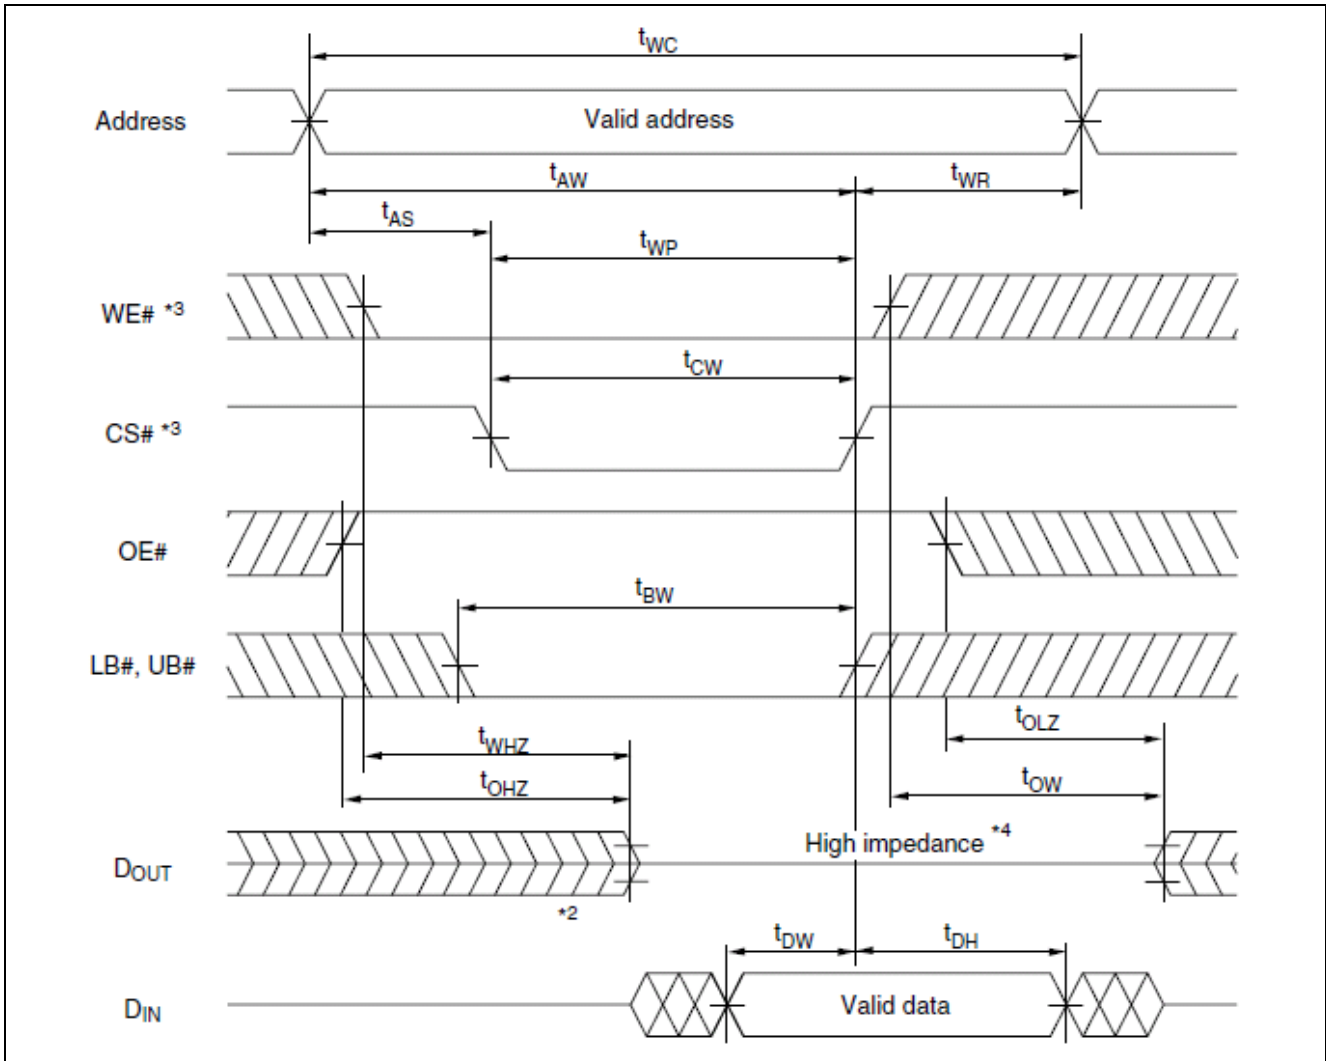 tWC
Address
Valid address
tAW
tWR
tAS
tWP
WE# *3
tCW
CS# *3
OE#
tBW
LB#, UB#
tOLZ
tWHZ
tOHZ
tOW
High impedance *4
DOUT
*2
tDW
tDH
DIN
Valid data